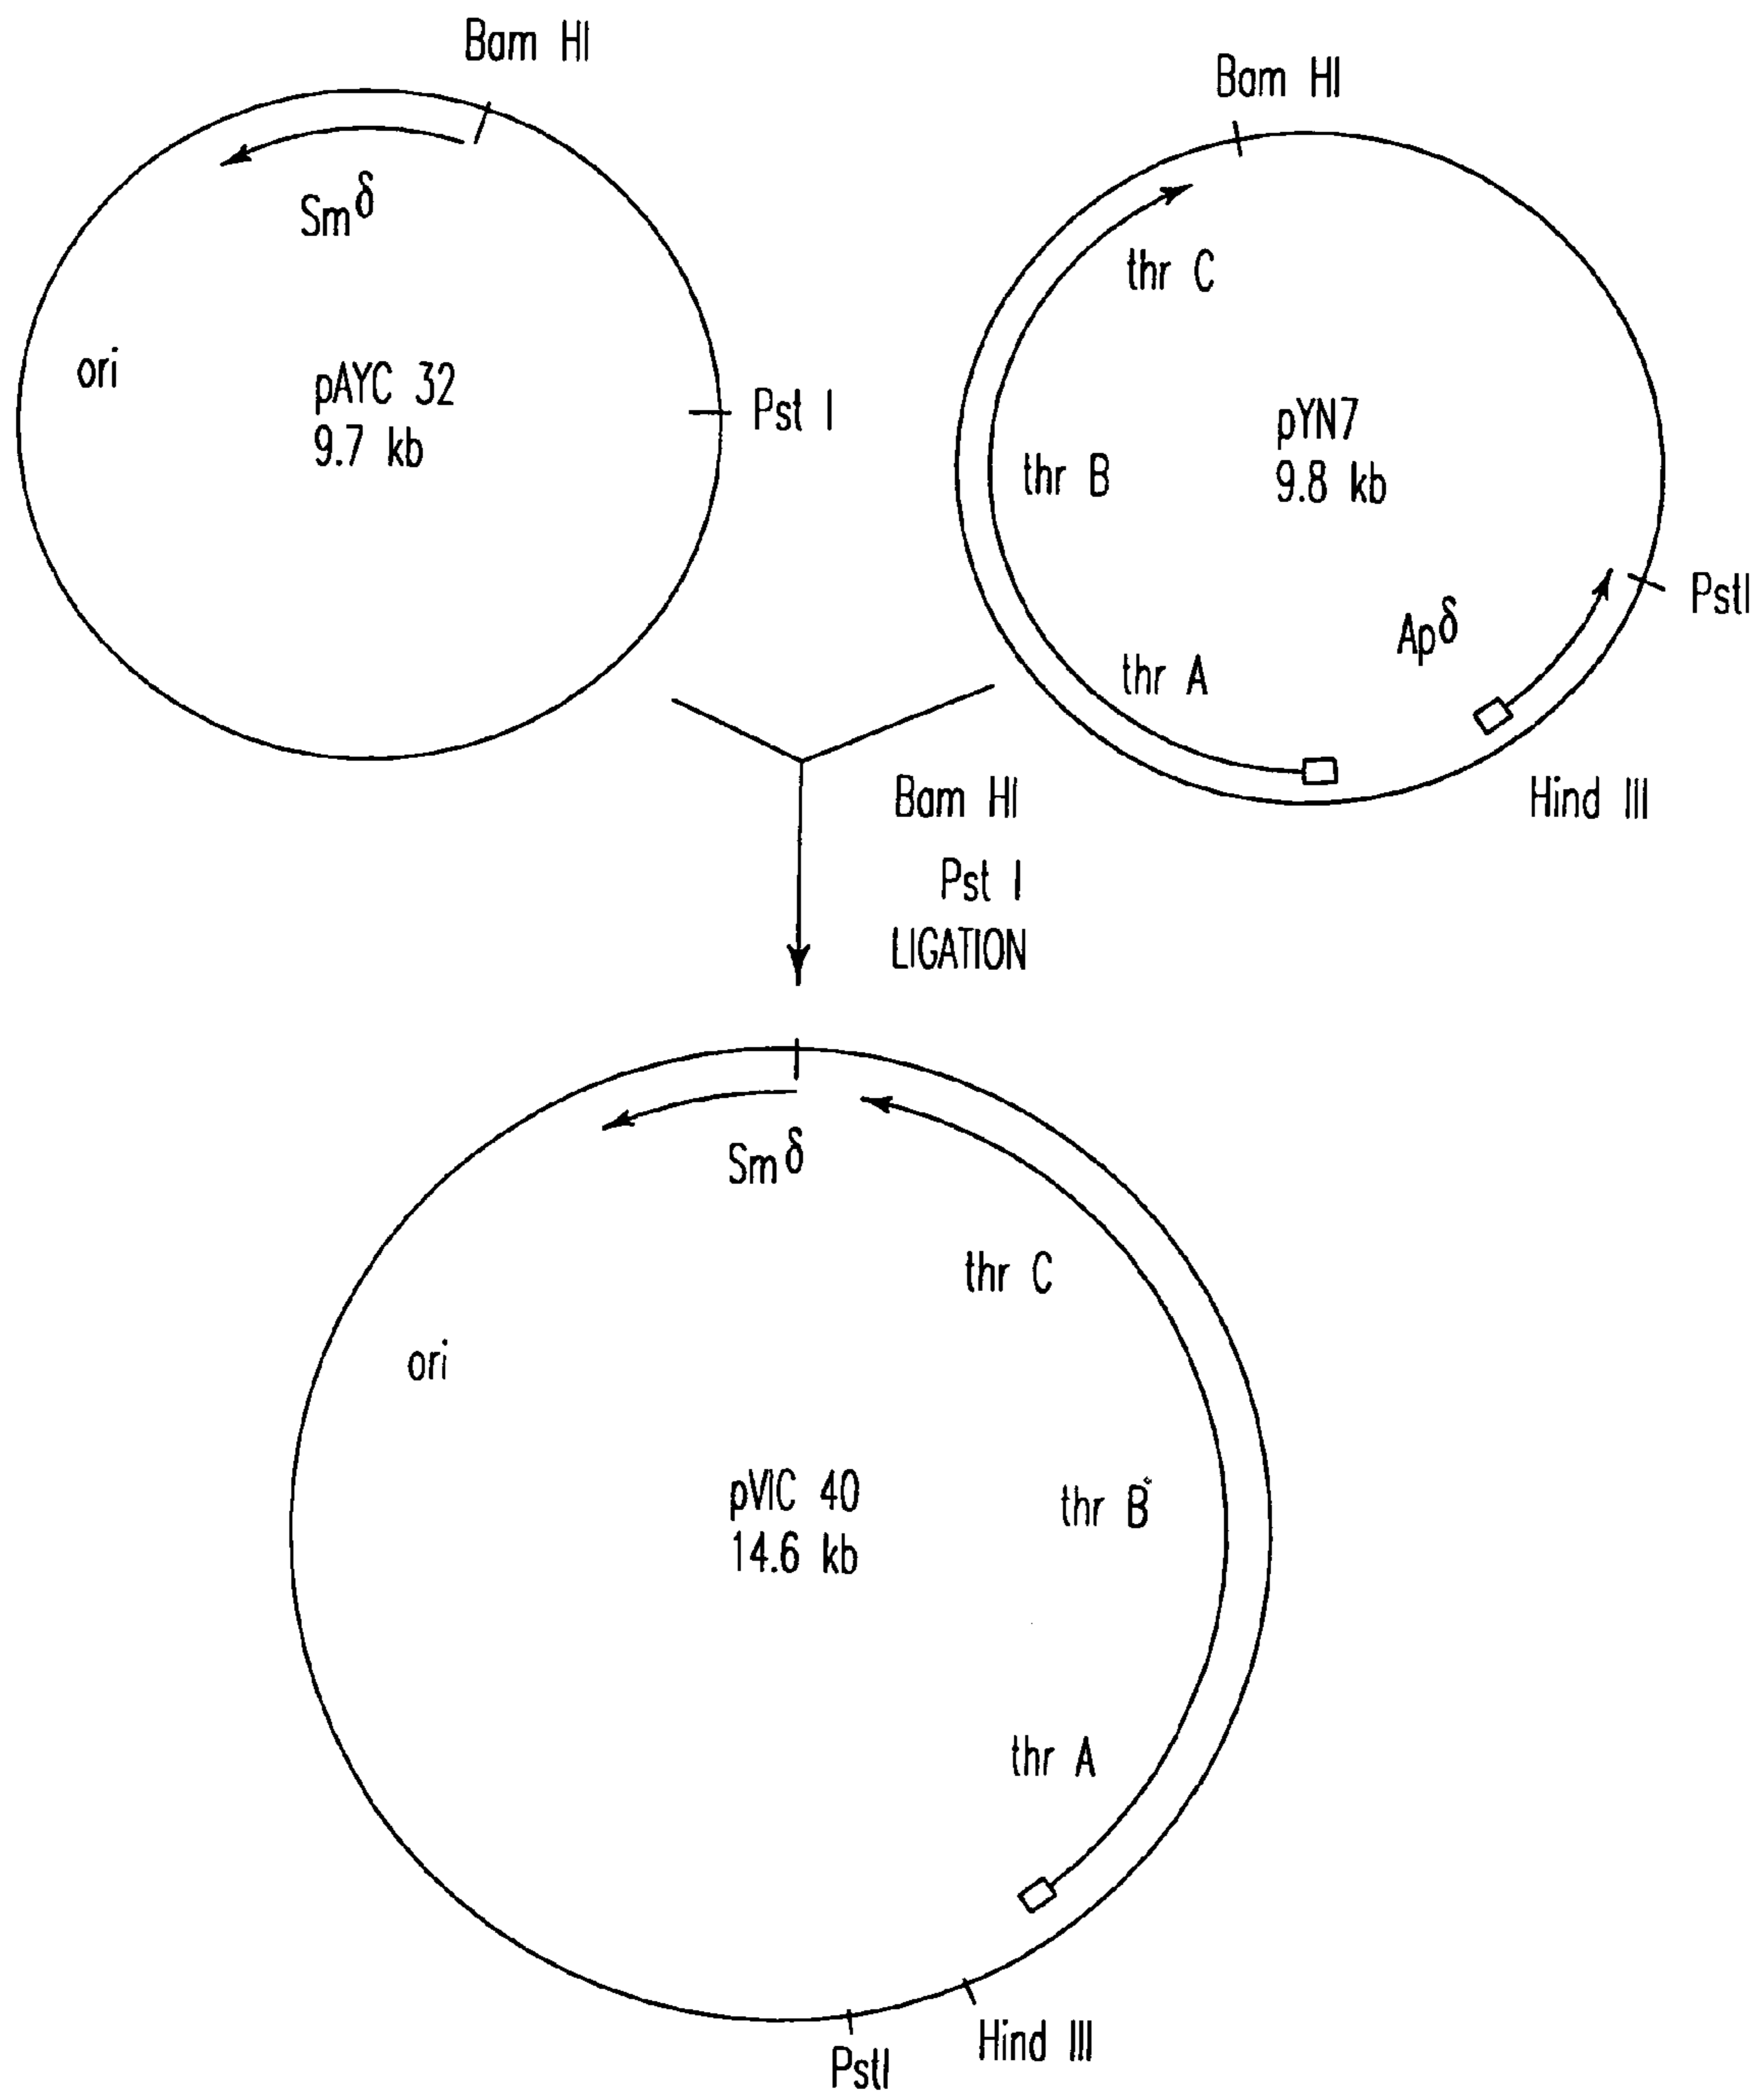 Bam HI
Smδ
ori
pAYC 32
9.7 kb
Pst I
Bam HI
thr C
thr B
pYN7
9.8 kb
thr A
Apδ
PstI
Hind III
Bam HI
Pst I
LIGATION
Smδ
thr C
ori
thr B
pVIC 40
14.6 kb
thr A
Hind III
PstI